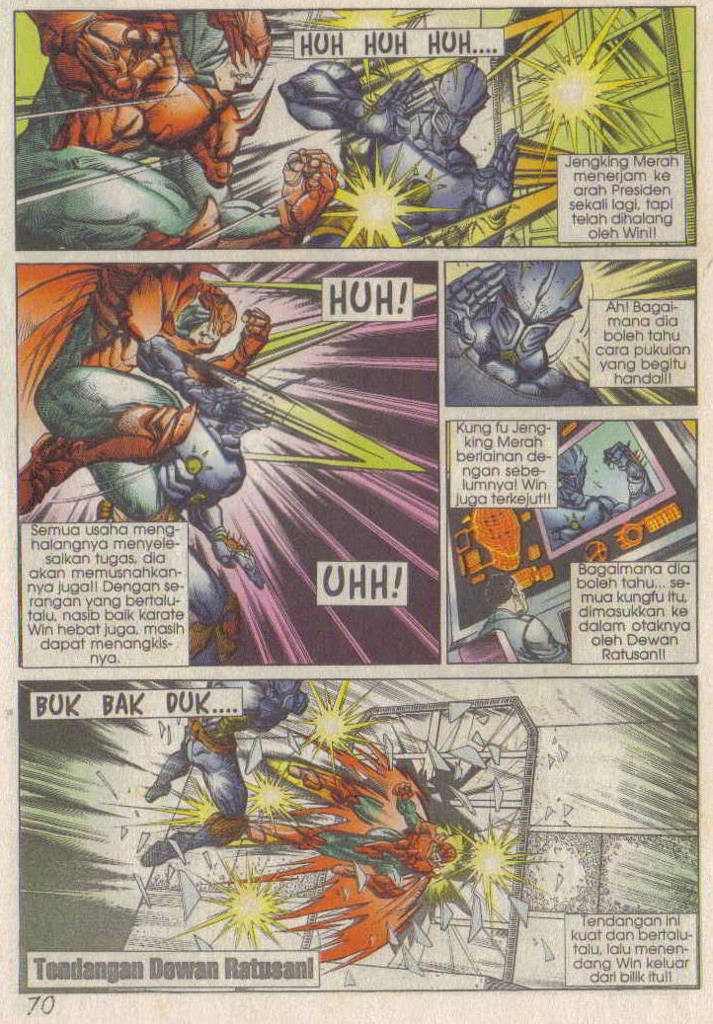 HUH HUH HUH....
Jengking Merah
menerjam ke
arah Presiden
sekali lagi, tapi
telah dihalang
oleh Win!!
HUH!
UHH!
Semua usaha meng-
halangnya menyele-
saikan tugas, dia
akan memusnahkan-
nya juga!! Dengan se-
rangan yang bertalu-
talu, nasib baik karate
Win hebat juga, masih
dapat menangkis-
nya.
Ah! Bagai-
mana dia
boleh tahu
cara pukulan
yang begitu
handal!!
Kung fu Jeng-
king Merah
berlainan de-
ngan sebe-
lumnya! Win
juga terkejut!!
Bagaimana dia
boleh tahu... se-
mua kungfu itu,
dimasukkan ke
dalam otaknya
oleh Dewan
Ratusan!!
BUK BAK DUK....
Tendangan Dewan Ratusan!
Tendangan ini
kuat dan bertalu-
talu, lalu menen-
dang Win keluar
dari bilik itu!!
70